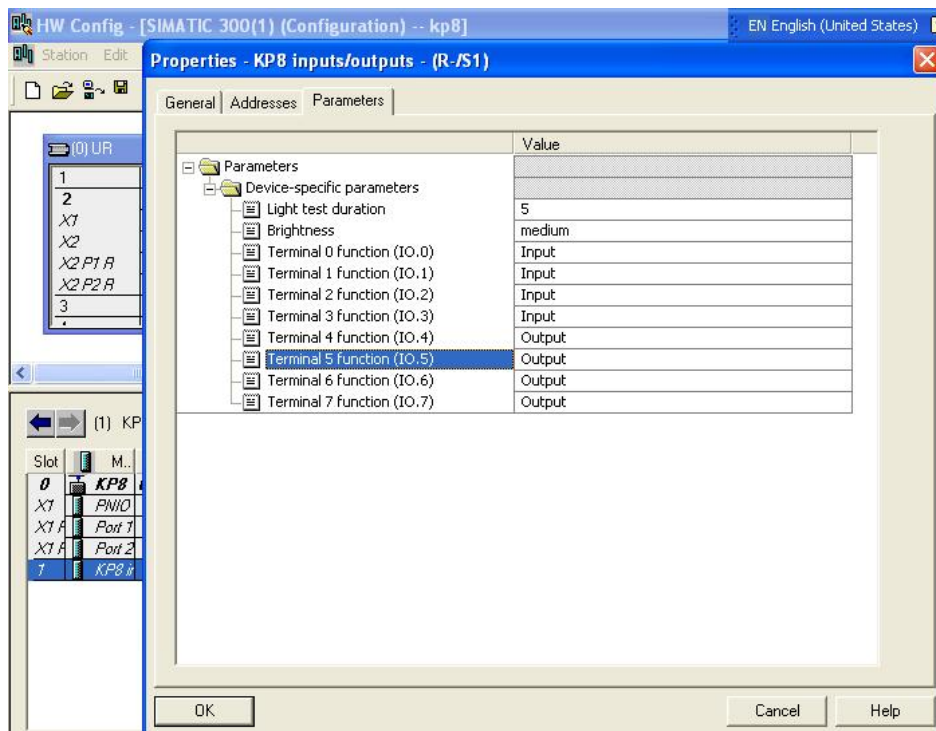 HW Config - [SIMATIC 300(1) (Configuration) -- kp8]
EN English (United States)
Station Edit
Properties - KP8 inputs/outputs - (R-/S1)
General Addresses Parameters
(0) UR
1
2
X1
X2
X2 P1 R
X2 P2 R
3
Value
Parameters
Device-specific parameters
Light test duration 5
Brightness medium
Terminal 0 function (IO.0) Input
Terminal 1 function (IO.1) Input
Terminal 2 function (IO.2) Input
Terminal 3 function (IO.3) Input
Terminal 4 function (IO.4) Output
Terminal 5 function (IO.5) Output
Terminal 6 function (IO.6) Output
Terminal 7 function (IO.7) Output
(1) KP
Slot M..
0 KP8
X1 PNIO
X1 P Port 1
X1 P Port 2
1 KP8 i
OK Cancel Help